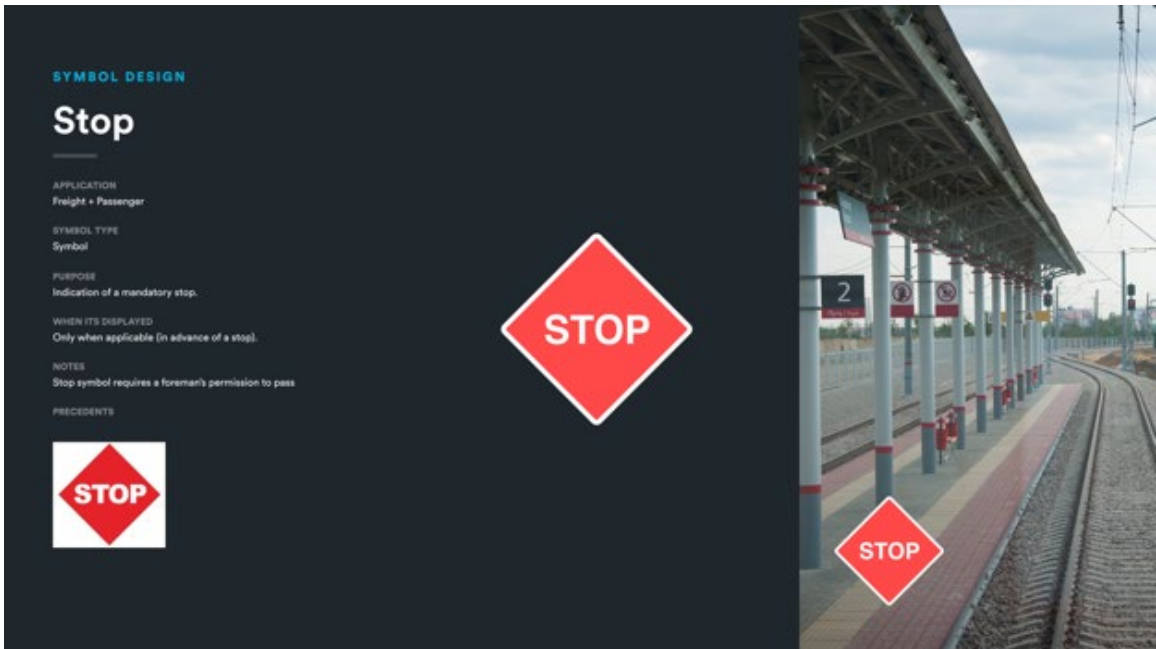 SYMBOL DESIGN
Stop
APPLICATION
Freight + Passenger
SYMBOL TYPE
Symbol
PURPOSE
Indication of a mandatory stop.
WHEN ITS DISPLAYED
Only when applicable (in advance of a stop).
NOTES
Stop symbol requires a foreman's permission to pass
PRECEDENTS
STOP
STOP
2
STOP